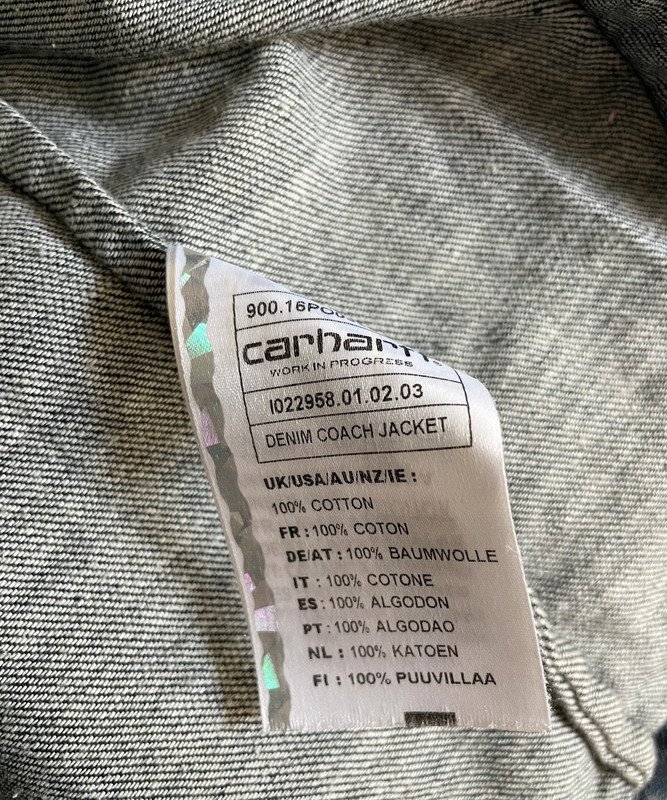 900.16PO
carhartt
WORK IN PROGRESS
I022958.01.02.03
DENIM COACH JACKET
UK/USA/AU/NZ/IE :
100% COTTON
FR : 100% COTON
DE/AT : 100% BAUMWOLLE
IT : 100% COTONE
ES : 100% ALGODON
PT : 100% ALGODAO
NL : 100% KATOEN
FI : 100% PUUVILLAA